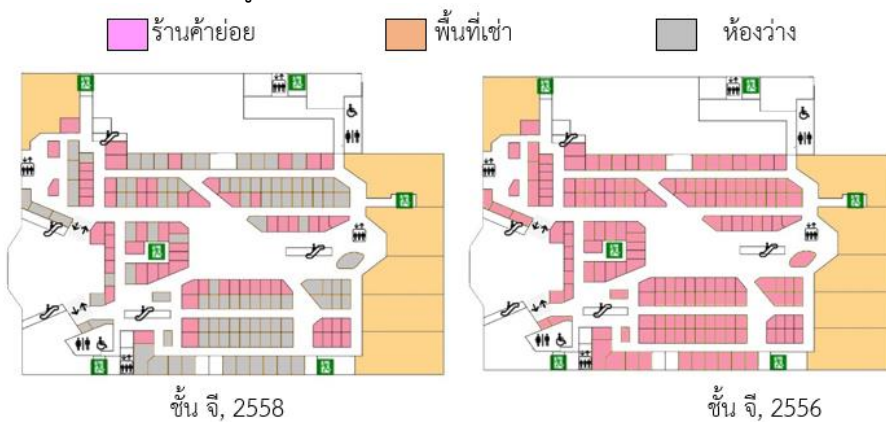 ร้านค้าย่อย พื้นที่เช่า ห้องว่าง
ชั้น จี, 2558 ชั้น จี, 2556